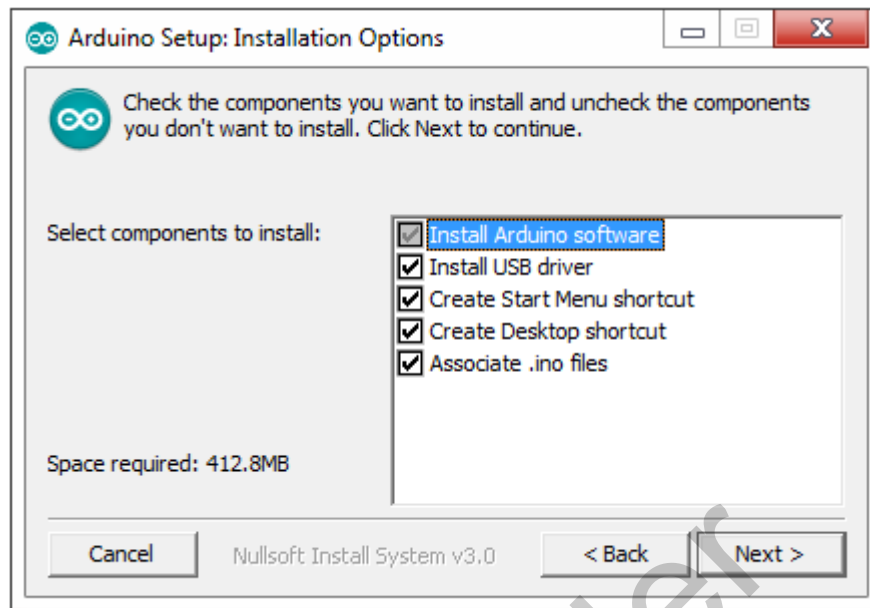 Arduino Setup: Installation Options
Check the components you want to install and uncheck the components
you don't want to install. Click Next to continue.
Select components to install:
Install Arduino software
Install USB driver
Create Start Menu shortcut
Create Desktop shortcut
Associate .ino files
Space required: 412.8MB
Cancel
Nullsoft Install System v3.0
< Back
Next >